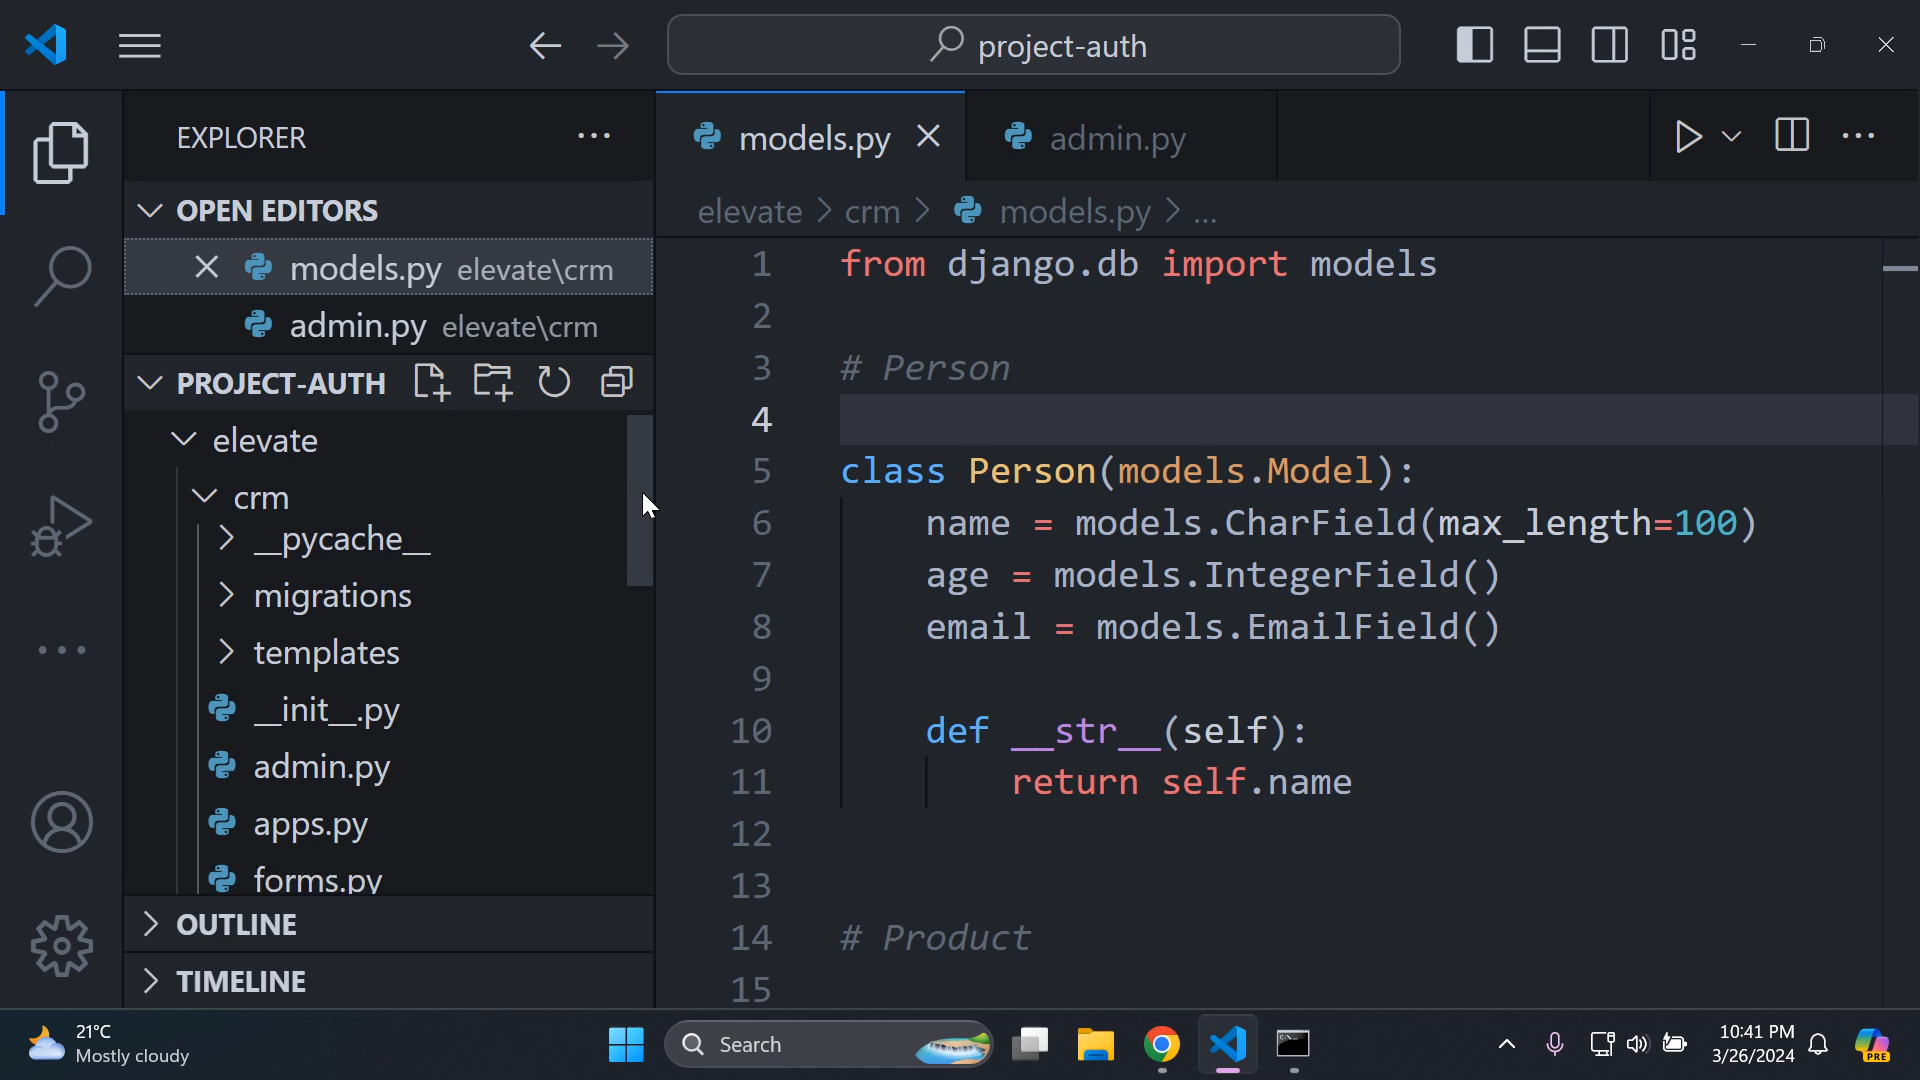 project-auth
EXPLORER
OPEN EDITORS
models.py elevate\crm
admin.py elevate\crm
PROJECT-AUTH
elevate
crm
__pycache__
migrations
templates
__init__.py
admin.py
apps.py
forms.py
OUTLINE
TIMELINE
models.py
admin.py
elevate > crm > models.py > ...
1 from django.db import models
2
3 # Person
4
5 class Person(models.Model):
6 name = models.CharField(max_length=100)
7 age = models.IntegerField()
8 email = models.EmailField()
9
10 def __str__(self):
11 return self.name
12
13
14 # Product
15
21°C
Mostly cloudy
Search
10:41 PM
3/26/2024
PRE